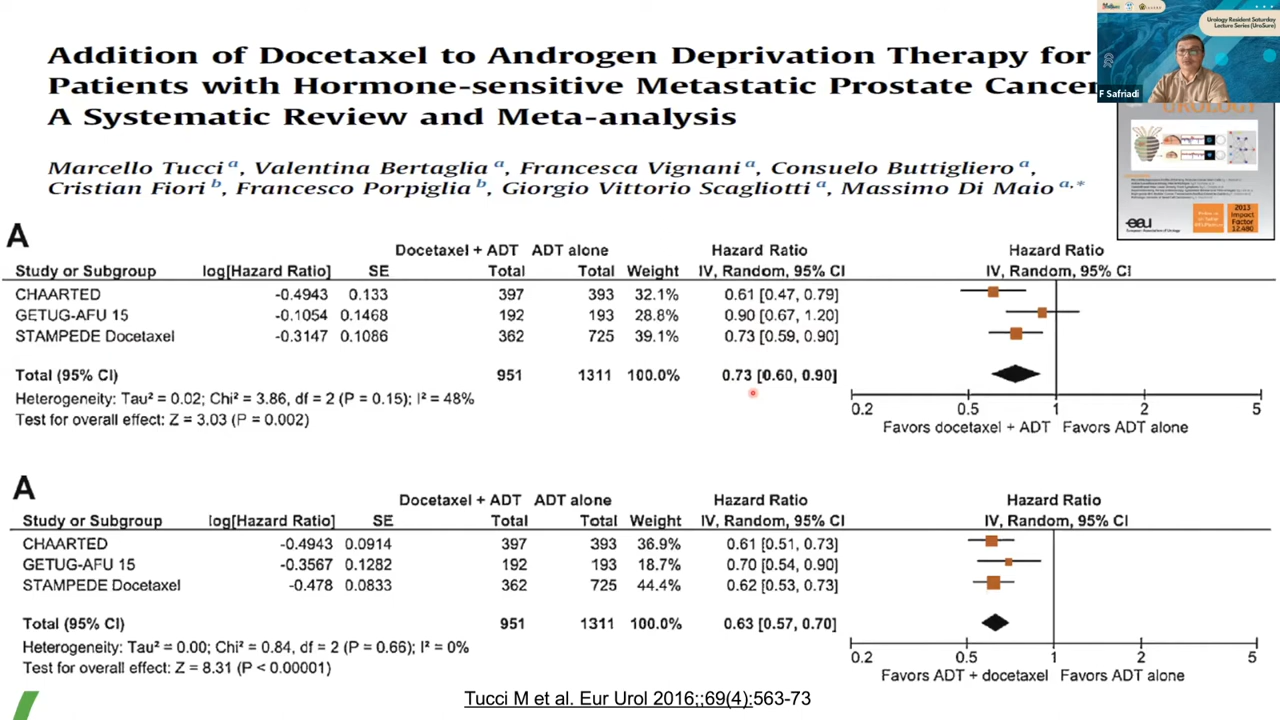 Addition of Docetaxel to Androgen Deprivation Therapy for
Patients with Hormone-sensitive Metastatic Prostate Cancer
A Systematic Review and Meta-analysis
Urology Resident Saturday
Lecture Series (UroSure)
F Safriadi
UROLOGY
2013
Impact
Factor
12.480
eau
European Association of Urology
Marcello Tucci a, Valentina Bertaglia a, Francesca Vignani a, Consuelo Buttigliero a,
Cristian Fiori b, Francesco Porpiglia b, Giorgio Vittorio Scagliotti a, Massimo Di Maio a,*
A
Docetaxel + ADT ADT alone Hazard Ratio Hazard Ratio
Study or Subgroup log[Hazard Ratio] SE Total Total Weight IV, Random, 95% CI IV, Random, 95% CI
CHAARTED -0.4943 0.133 397 393 32.1% 0.61 [0.47, 0.79]
GETUG-AFU 15 -0.1054 0.1468 192 193 28.8% 0.90 [0.67, 1.20]
STAMPEDE Docetaxel -0.3147 0.1086 362 725 39.1% 0.73 [0.59, 0.90]
Total (95% CI) 951 1311 100.0% 0.73 [0.60, 0.90]
Heterogeneity: Tau² = 0.02; Chi² = 3.86, df = 2 (P = 0.15); I² = 48%
Test for overall effect: Z = 3.03 (P = 0.002)
0.2 0.5 1 2 5
Favors docetaxel + ADT Favors ADT alone
A
Docetaxel + ADT ADT alone Hazard Ratio Hazard Ratio
Study or Subgroup log[Hazard Ratio] SE Total Total Weight IV, Random, 95% CI IV, Random, 95% CI
CHAARTED -0.4943 0.0914 397 393 36.9% 0.61 [0.51, 0.73]
GETUG-AFU 15 -0.3567 0.1282 192 193 18.7% 0.70 [0.54, 0.90]
STAMPEDE Docetaxel -0.478 0.0833 362 725 44.4% 0.62 [0.53, 0.73]
Total (95% CI) 951 1311 100.0% 0.63 [0.57, 0.70]
Heterogeneity: Tau² = 0.00; Chi² = 0.84, df = 2 (P = 0.66); I² = 0%
Test for overall effect: Z = 8.31 (P < 0.00001)
0.2 0.5 1 2 5
Favors ADT + docetaxel Favors ADT alone
Tucci M et al. Eur Urol 2016;;69(4):563-73